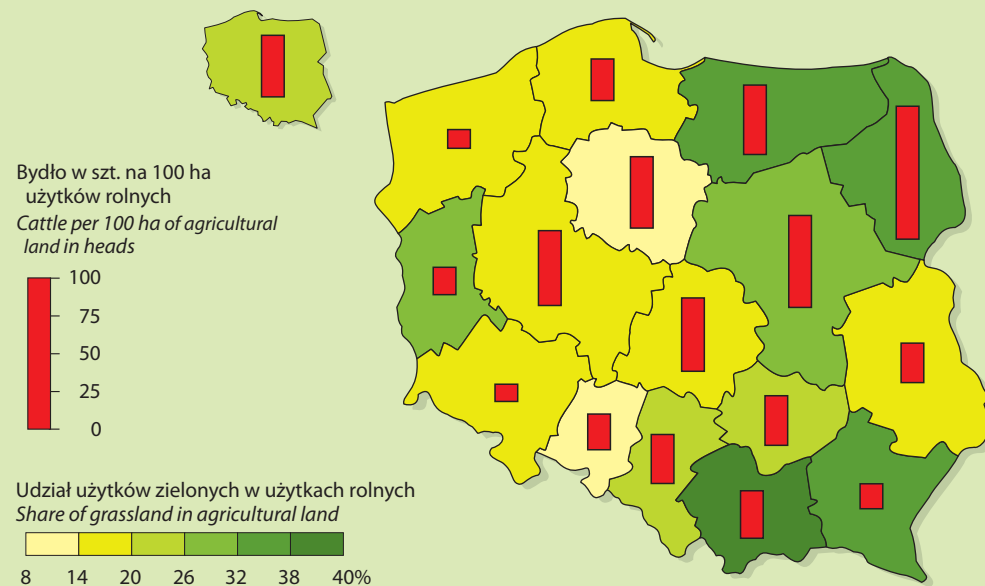 Bydło w szt. na 100 ha
użytków rolnych
Cattle per 100 ha of agricultural
land in heads
100
75
50
25
0
Udział użytków zielonych w użytkach rolnych
Share of grassland in agricultural land
8 14 20 26 32 38 40%